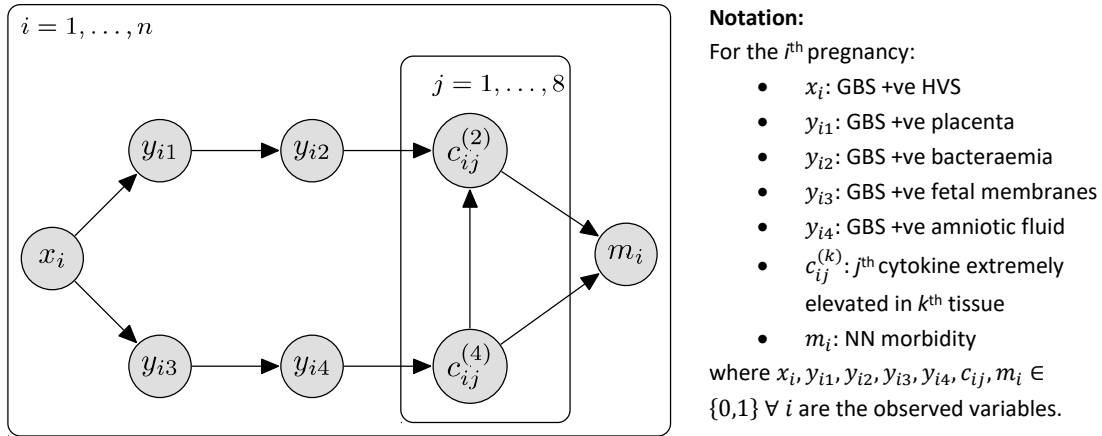 i = 1, . . . , n
j = 1, . . . , 8
y_{i1}
y_{i2}
c_{ij}^{(2)}
x_i
m_i
y_{i3}
y_{i4}
c_{ij}^{(4)}
Notation:
For the i^{th} pregnancy:
• x_i: GBS +ve HVS
• y_{i1}: GBS +ve placenta
• y_{i2}: GBS +ve bacteraemia
• y_{i3}: GBS +ve fetal membranes
• y_{i4}: GBS +ve amniotic fluid
• c_{ij}^{(k)}: j^{th} cytokine extremely
elevated in k^{th} tissue
• m_i: NN morbidity
where x_i, y_{i1}, y_{i2}, y_{i3}, y_{i4}, c_{ij}, m_i ∈
{0,1} ∀ i are the observed variables.